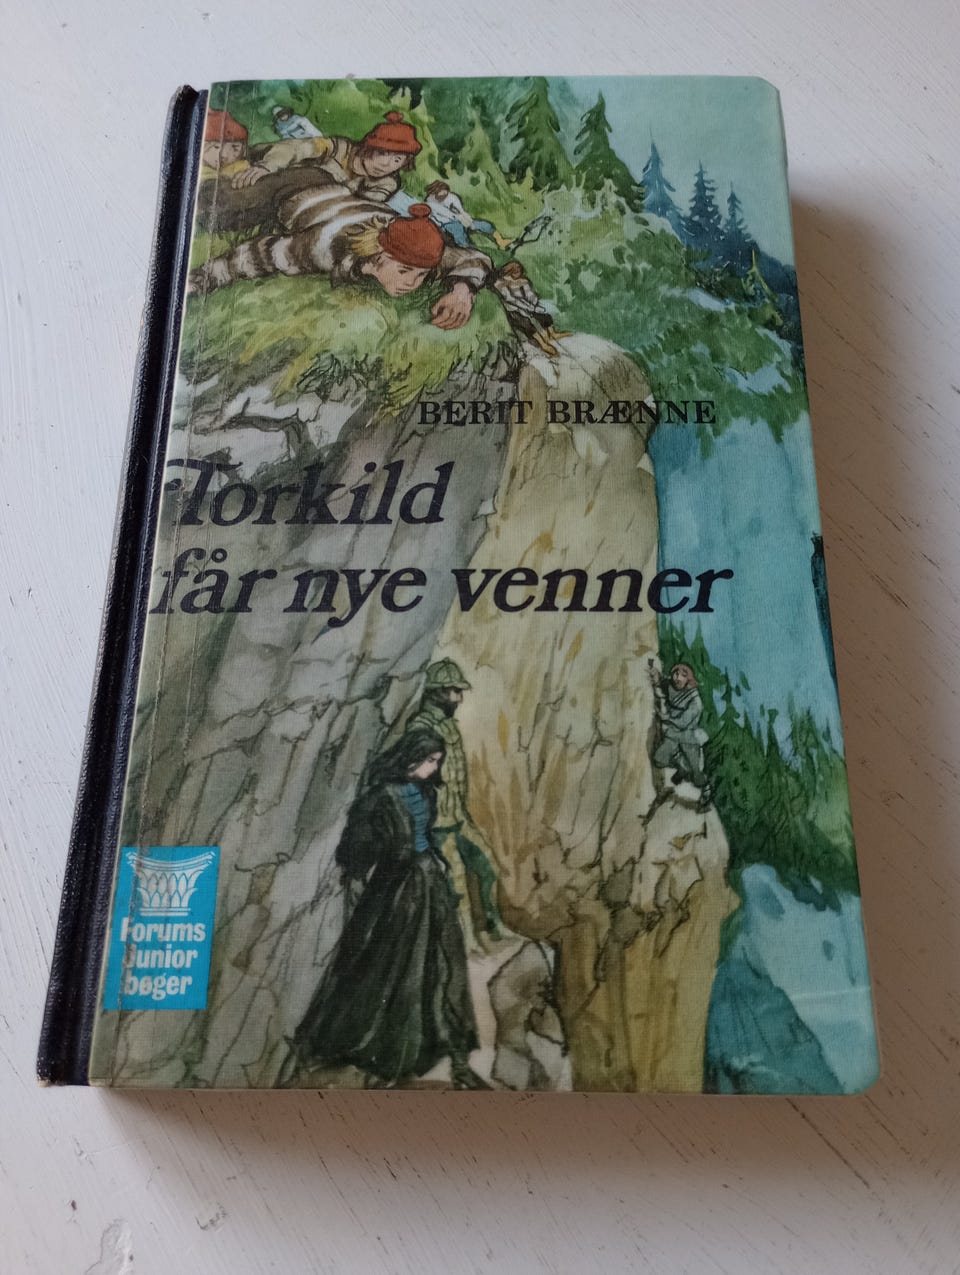 BERIT BRÆNNE
Torkild
får nye venner
Forums
Junior
bøger